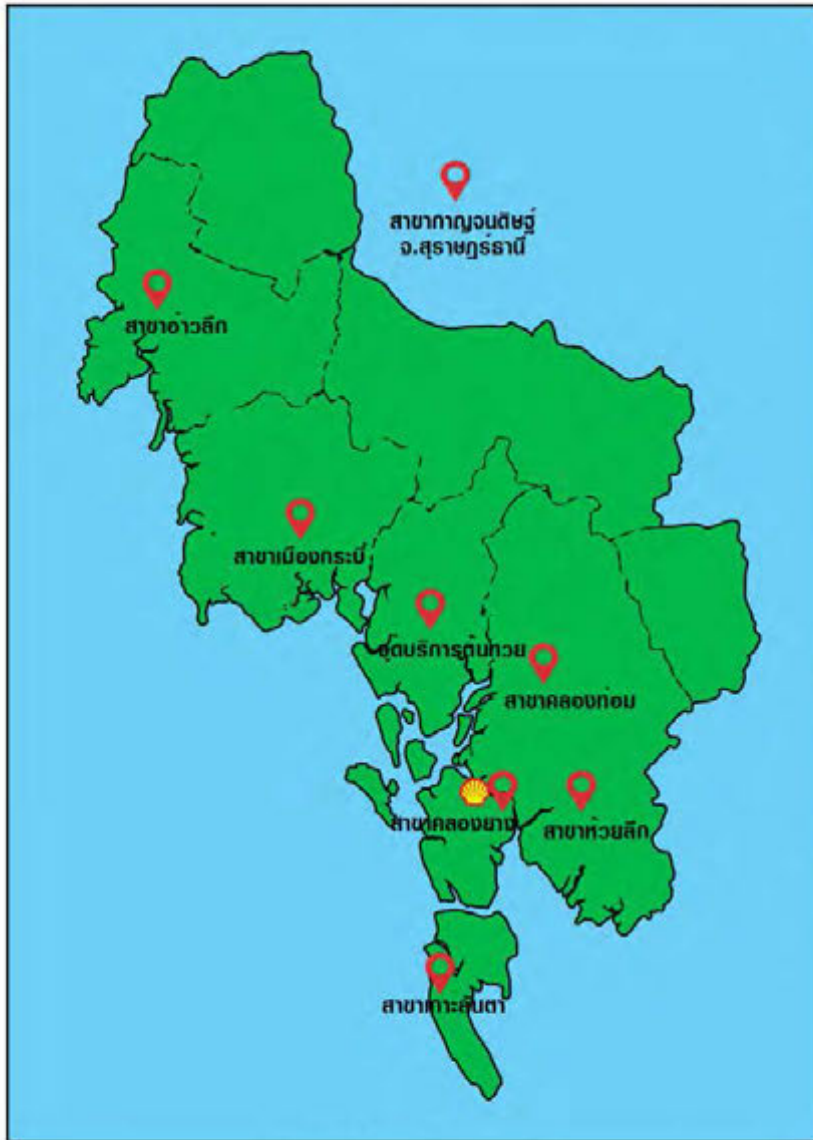 สาขากาญจนดิษฐ์
จ.สุราษฎร์ธานี
สาขาอ่าวลึก
สาขาเมืองกระบี่
จุดบริการต้นทวย
สาขาคลองท่อม
สาขาคลองยาง
สาขาห้วยลึก
สาขาเกาะลันตา